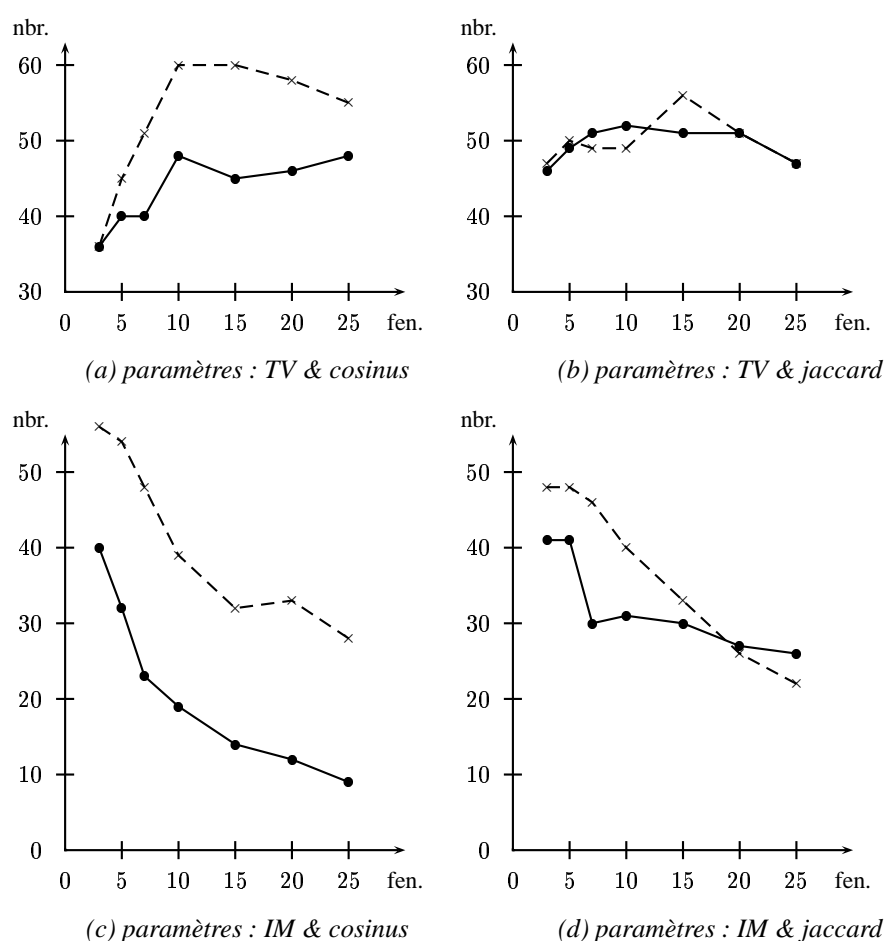 nbr.
60
50
40
30
0 5 10 15 20 25 fen.
(a) paramètres : TV & cosinus
nbr.
60
50
40
30
0 5 10 15 20 25 fen.
(b) paramètres : TV & jaccard
nbr.
50
40
30
20
10
0
0 5 10 15 20 25 fen.
(c) paramètres : IM & cosinus
nbr.
50
40
30
20
10
0
0 5 10 15 20 25 fen.
(d) paramètres : IM & jaccard